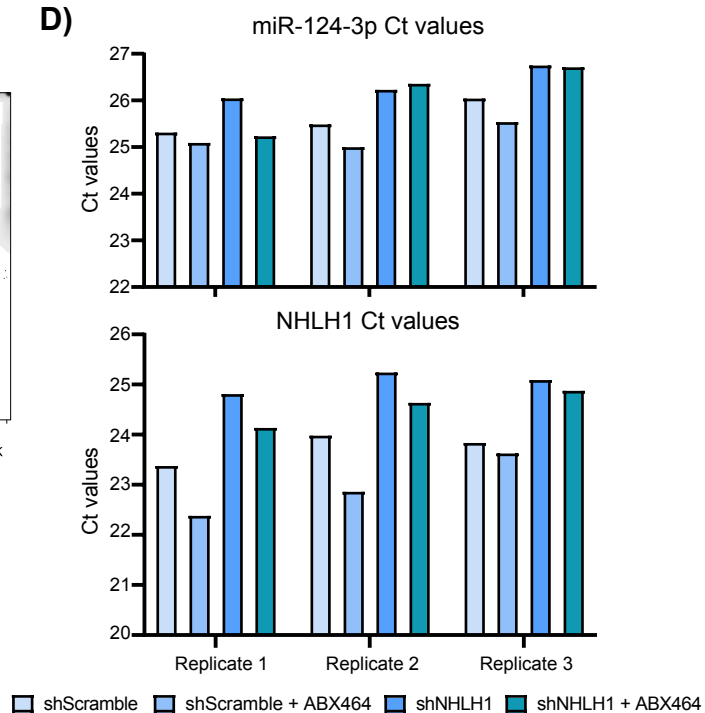 D)
miR-124-3p Ct values
27
26
25
24
23
22
Ct values
NHLH1 Ct values
26
25
24
23
22
21
20
Ct values
Replicate 1 Replicate 2 Replicate 3
shScramble shScramble + ABX464 shNHLH1 shNHLH1 + ABX464